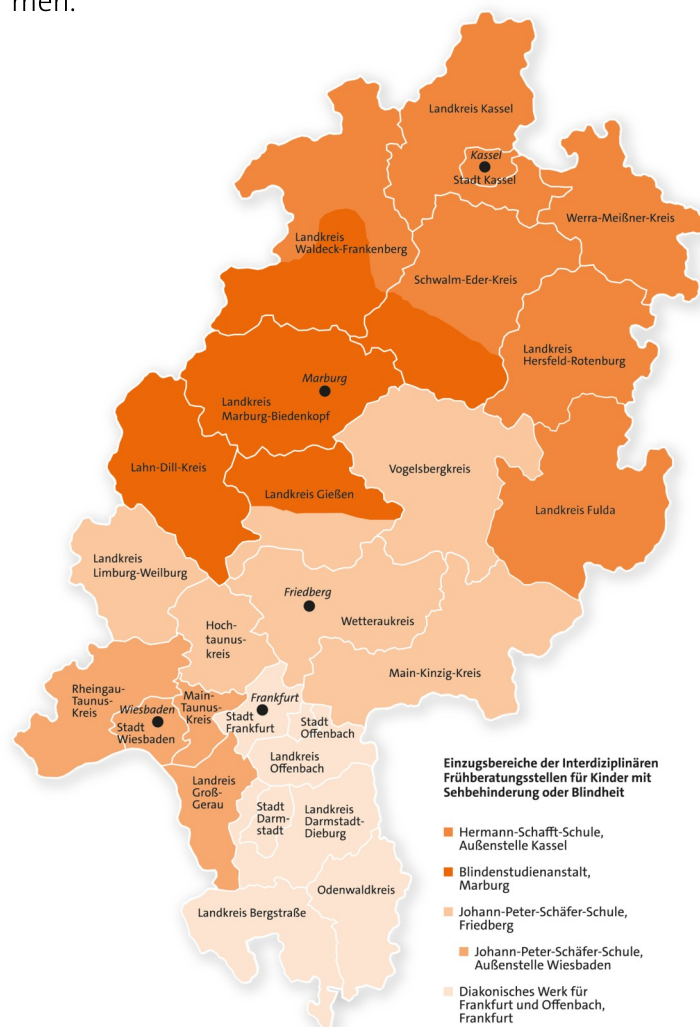 men.
Landkreis Kassel
Kassel
Stadt Kassel
Werra-Meißner-Kreis
Landkreis
Waldeck-Frankenberg
Schwalm-Eder-Kreis
Landkreis
Hersfeld-Rotenburg
Marburg
Landkreis
Marburg-Biedenkopf
Lahn-Dill-Kreis
Vogelsbergkreis
Landkreis Gießen
Landkreis Fulda
Landkreis
Limburg-Weilburg
Friedberg
Wetteraukreis
Hoch-
taunus-
kreis
Main-Kinzig-Kreis
Rheingau-
Taunus-
Kreis
Wiesbaden
Stadt
Wiesbaden
Main-
Taunus-
Kreis
Frankfurt
Stadt
Frankfurt
Stadt
Offenbach
Landkreis
Offenbach
Landreis
Groß-
Gerau
Stadt
Darm-
stadt
Landkreis
Darmstadt-
Dieburg
Odenwaldkreis
Landkreis Bergstraße
Einzugsbereiche der Interdiziplinären
Frühberatungsstellen für Kinder mit
Sehbehinderung oder Blindheit
Hermann-Schafft-Schule,
Außenstelle Kassel
Blindenstudienanstalt,
Marburg
Johann-Peter-Schäfer-Schule,
Friedberg
Johann-Peter-Schäfer-Schule,
Außenstelle Wiesbaden
Diakonisches Werk für
Frankfurt und Offenbach,
Frankfurt